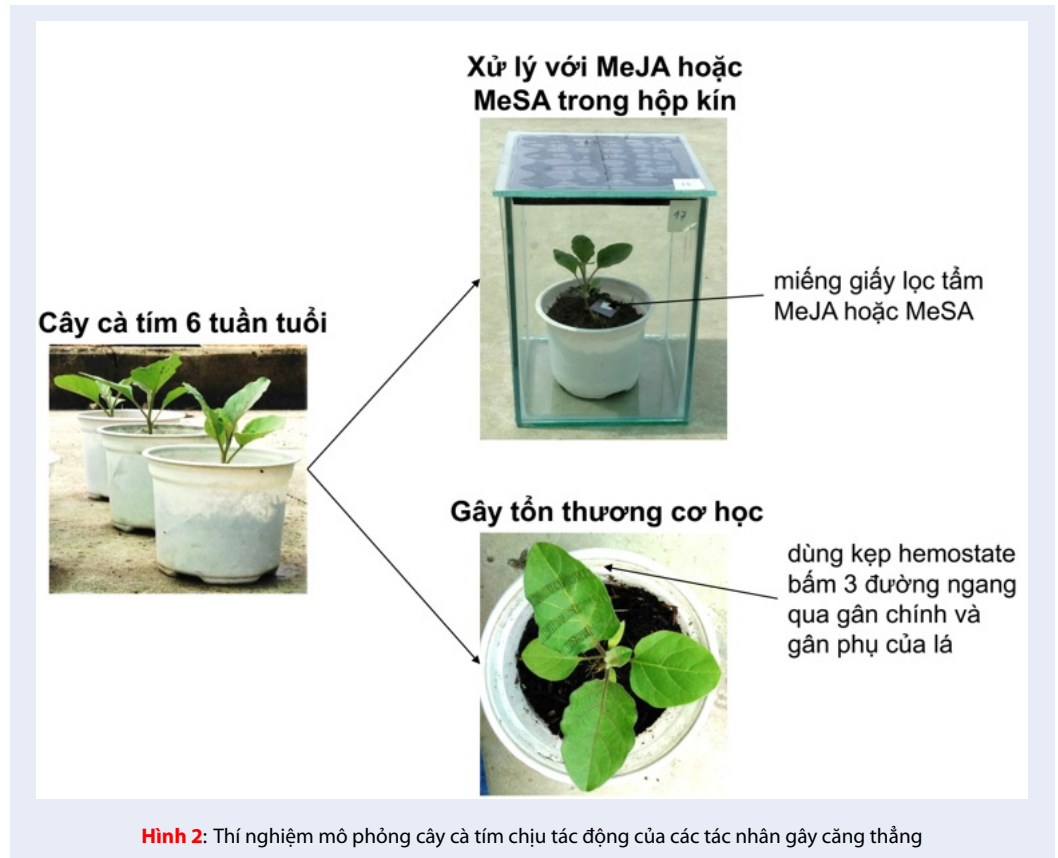 Xử lý với MeJA hoặc
MeSA trong hộp kín
17
miếng giấy lọc tẩm
MeJA hoặc MeSA
Cây cà tím 6 tuần tuổi
Gây tổn thương cơ học
dùng kẹp hemostate
bấm 3 đường ngang
qua gân chính và
gân phụ của lá
Hình 2: Thí nghiệm mô phỏng cây cà tím chịu tác động của các tác nhân gây căng thẳng